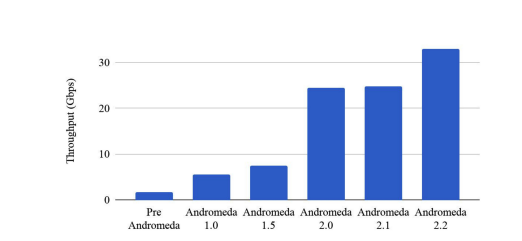 Throughput (Gbps)
30
20
10
0
Pre Andromeda
Andromeda 1.0
Andromeda 1.5
Andromeda 2.0
Andromeda 2.1
Andromeda 2.2